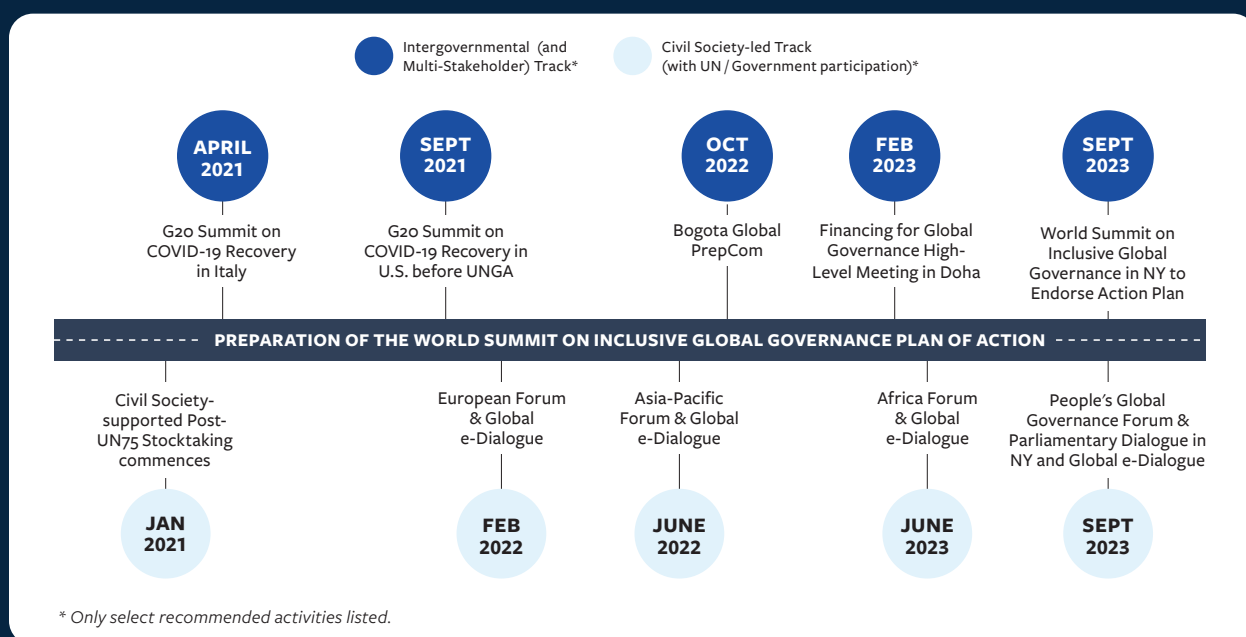 Intergovernmental (and
Multi-Stakeholder) Track*
Civil Society-led Track
(with UN / Government participation)*
APRIL
2021
SEPT
2021
OCT
2022
FEB
2023
SEPT
2023
G20 Summit on
COVID-19 Recovery
in Italy
G20 Summit on
COVID-19 Recovery in
U.S. before UNGA
Bogota Global
PrepCom
Financing for Global
Governance High-
Level Meeting in Doha
World Summit on
Inclusive Global
Governance in NY to
Endorse Action Plan
PREPARATION OF THE WORLD SUMMIT ON INCLUSIVE GLOBAL GOVERNANCE PLAN OF ACTION
Civil Society-
supported Post-
UN75 Stocktaking
commences
European Forum
& Global
e-Dialogue
Asia-Pacific
Forum & Global
e-Dialogue
Africa Forum
& Global
e-Dialogue
People's Global
Governance Forum &
Parliamentary Dialogue in
NY and Global e-Dialogue
JAN
2021
FEB
2022
JUNE
2022
JUNE
2023
SEPT
2023
* Only select recommended activities listed.